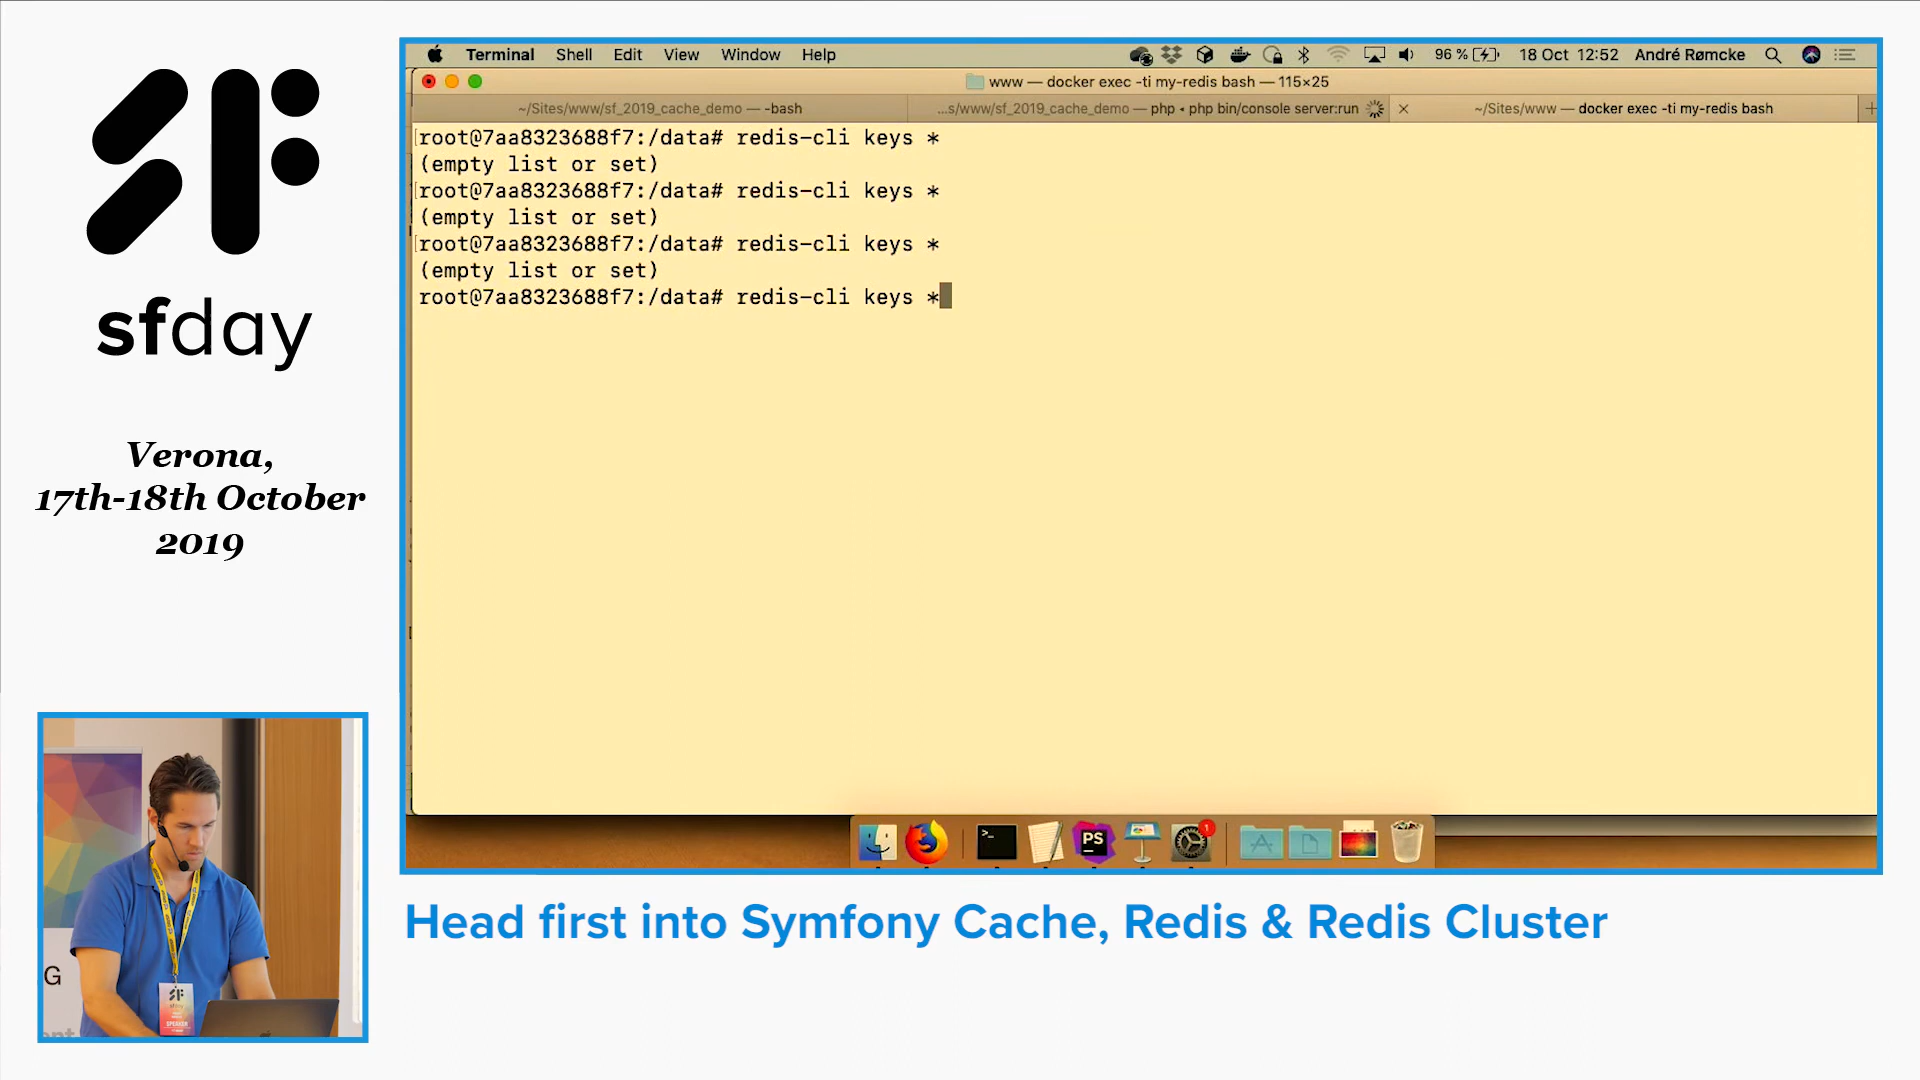 sfday
Verona,
17th-18th October
2019
Terminal Shell Edit View Window Help
96 % 18 Oct 12:52 André Rømcke
www — docker exec -ti my-redis bash — 115×25
~/Sites/www/sf_2019_cache_demo — -bash
...s/www/sf_2019_cache_demo — php ◂ php bin/console server:run
~/Sites/www — docker exec -ti my-redis bash
root@7aa8323688f7:/data# redis-cli keys *
(empty list or set)
root@7aa8323688f7:/data# redis-cli keys *
(empty list or set)
root@7aa8323688f7:/data# redis-cli keys *
(empty list or set)
root@7aa8323688f7:/data# redis-cli keys *
PS
1
G
sfday
SPEAKER
Head first into Symfony Cache, Redis & Redis Cluster